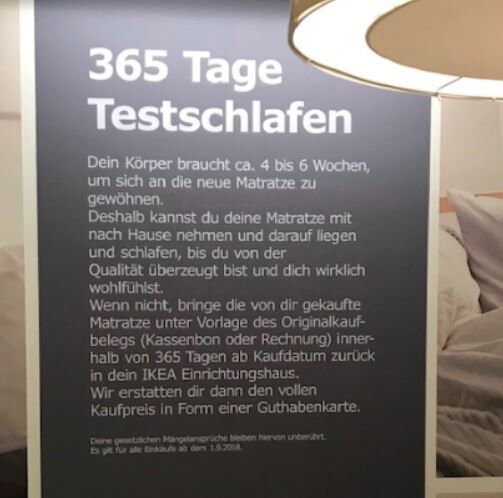 365 Tage
Testschlafen
Dein Körper braucht ca. 4 bis 6 Wochen,
um sich an die neue Matratze zu
gewöhnen.
Deshalb kannst du deine Matratze mit
nach Hause nehmen und darauf liegen
und schlafen, bis du von der
Qualität überzeugt bist und dich wirklich
wohlfühlst.
Wenn nicht, bringe die von dir gekaufte
Matratze unter Vorlage des Originalkauf-
belegs (Kassenbon oder Rechnung) inner-
halb von 365 Tagen ab Kaufdatum zurück
in dein IKEA Einrichtungshaus.
Wir erstatten dir dann den vollen
Kaufpreis in Form einer Guthabenkarte.
Deine gesetzlichen Mängelansprüche bleiben hiervon unberührt.
Es gilt für alle Einkäufe ab dem 1.9.2018.